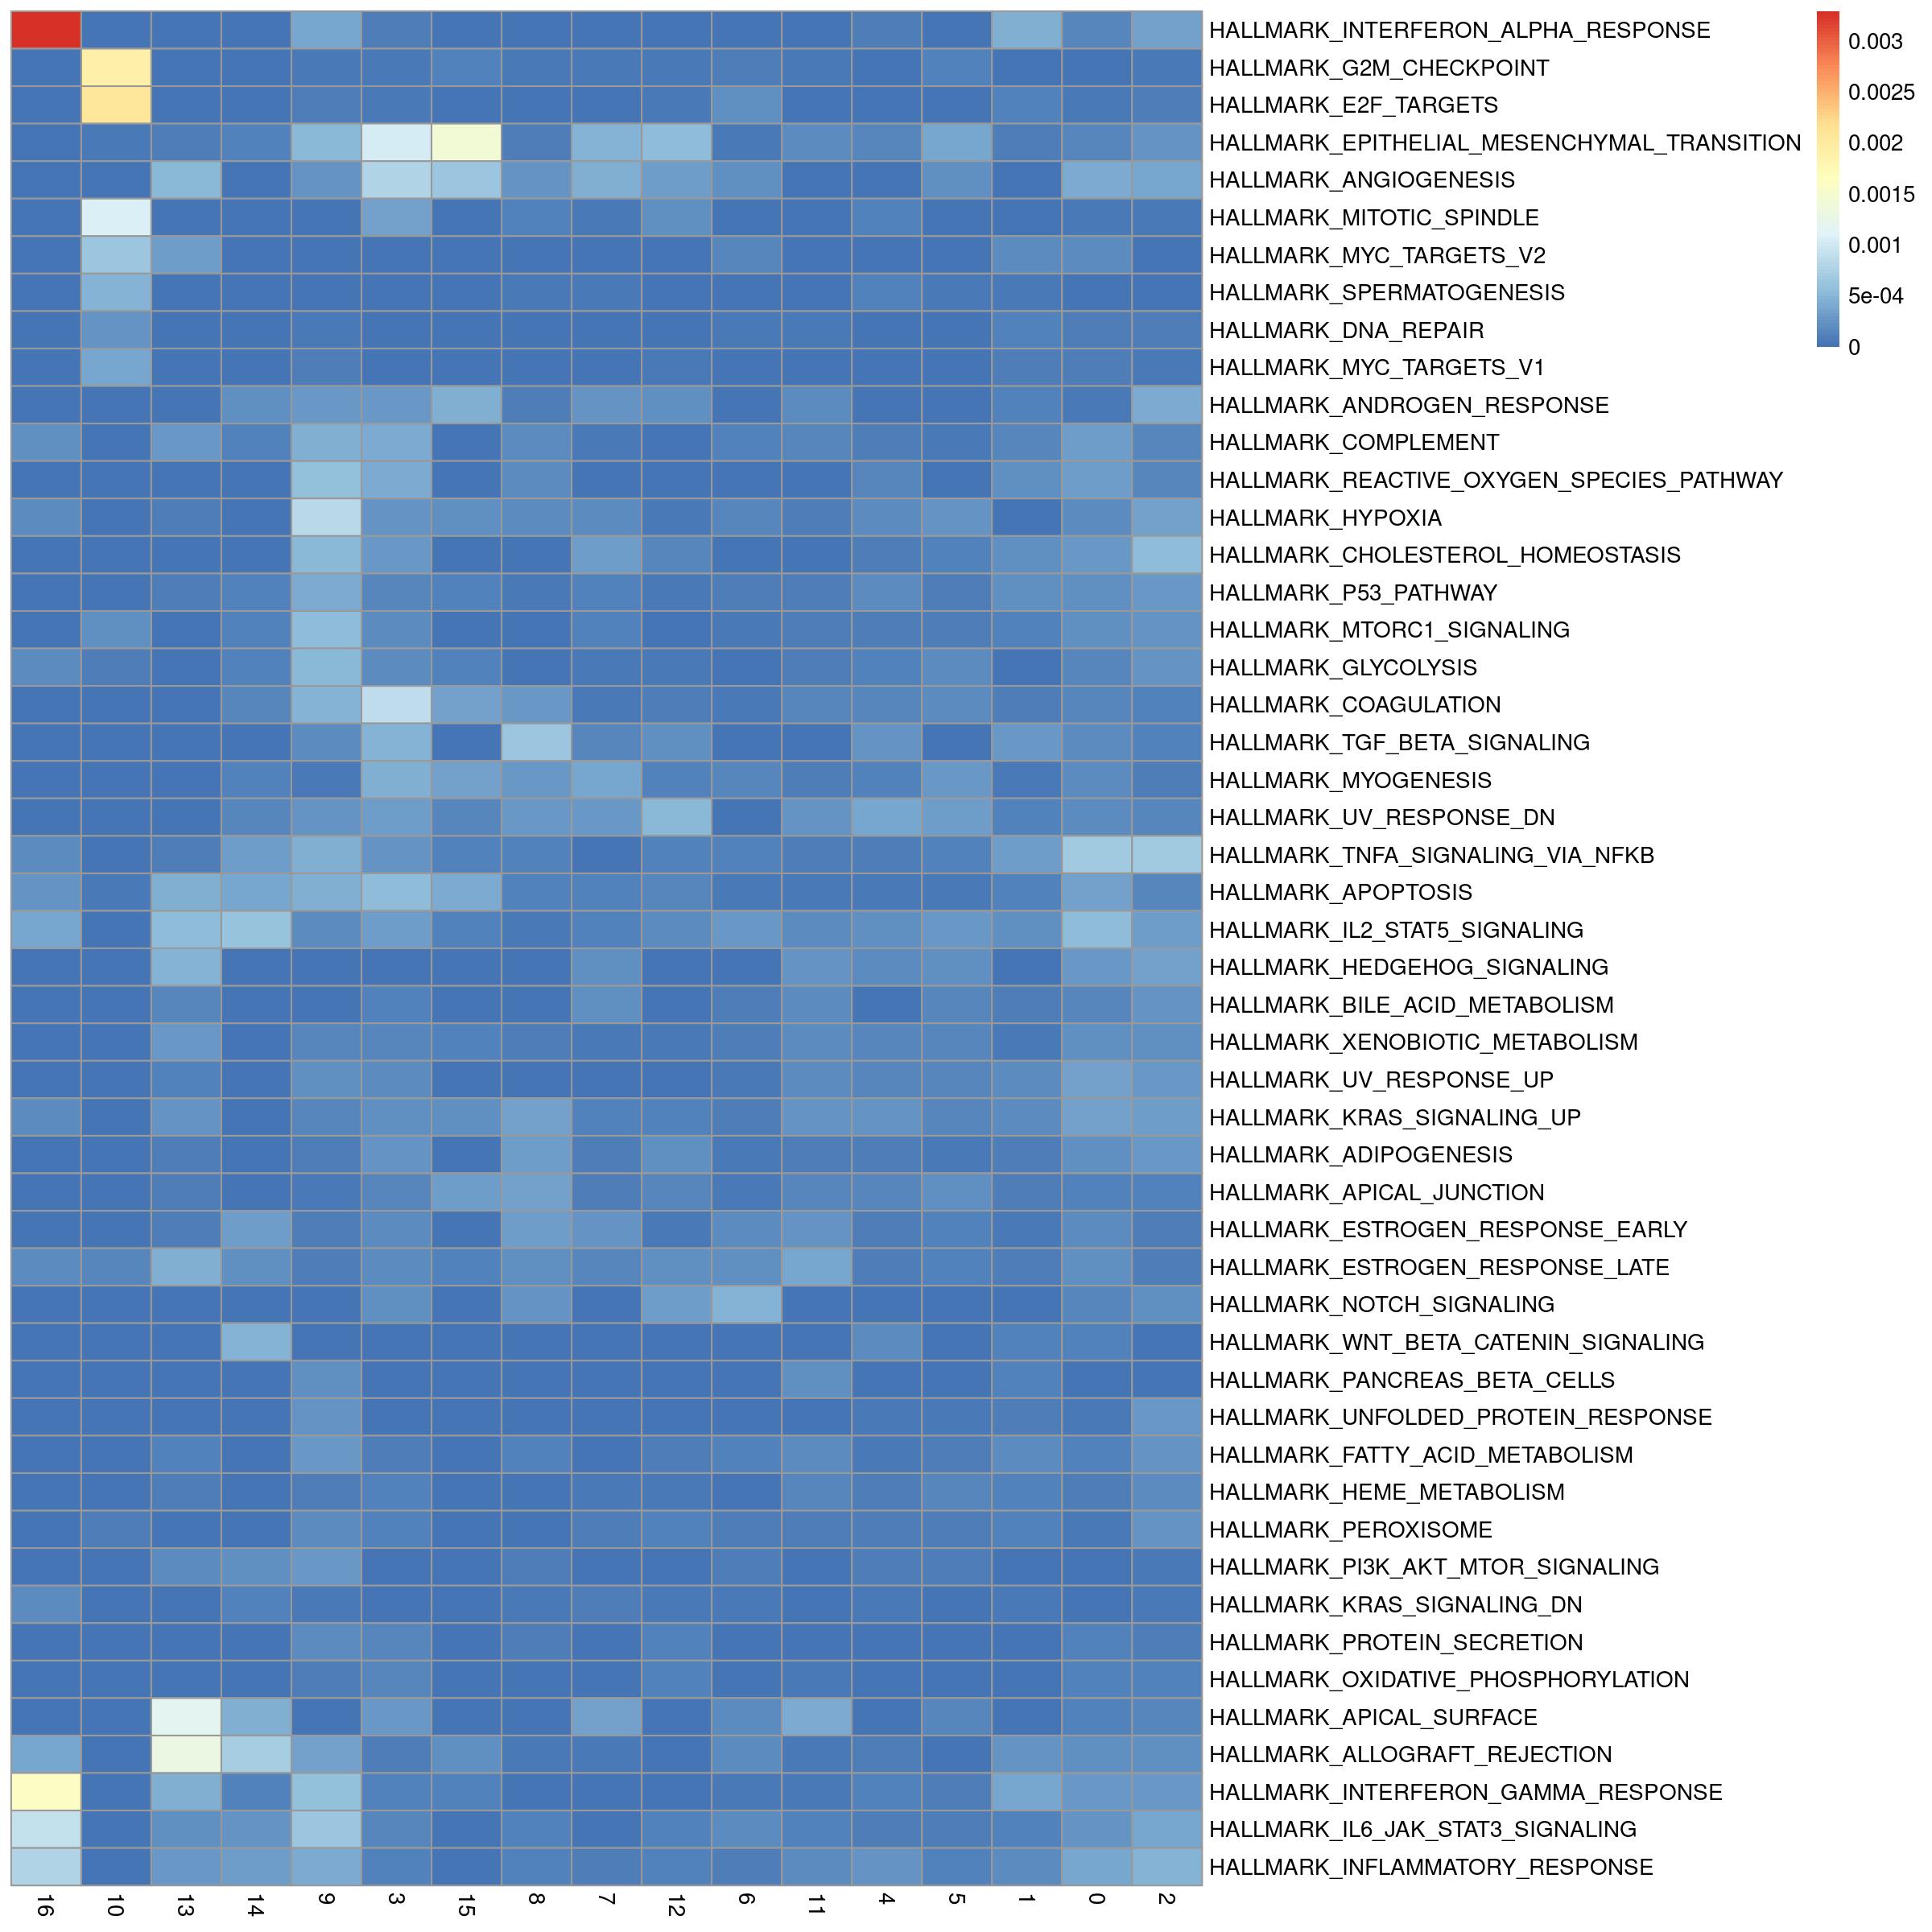 HALLMARK_INTERFERON_ALPHA_RESPONSE
HALLMARK_G2M_CHECKPOINT
HALLMARK_E2F_TARGETS
HALLMARK_EPITHELIAL_MESENCHYMAL_TRANSITION
HALLMARK_ANGIOGENESIS
HALLMARK_MITOTIC_SPINDLE
HALLMARK_MYC_TARGETS_V2
HALLMARK_SPERMATOGENESIS
HALLMARK_DNA_REPAIR
HALLMARK_MYC_TARGETS_V1
HALLMARK_ANDROGEN_RESPONSE
HALLMARK_COMPLEMENT
HALLMARK_REACTIVE_OXYGEN_SPECIES_PATHWAY
HALLMARK_HYPOXIA
HALLMARK_CHOLESTEROL_HOMEOSTASIS
HALLMARK_P53_PATHWAY
HALLMARK_MTORC1_SIGNALING
HALLMARK_GLYCOLYSIS
HALLMARK_COAGULATION
HALLMARK_TGF_BETA_SIGNALING
HALLMARK_MYOGENESIS
HALLMARK_UV_RESPONSE_DN
HALLMARK_TNFA_SIGNALING_VIA_NFKB
HALLMARK_APOPTOSIS
HALLMARK_IL2_STAT5_SIGNALING
HALLMARK_HEDGEHOG_SIGNALING
HALLMARK_BILE_ACID_METABOLISM
HALLMARK_XENOBIOTIC_METABOLISM
HALLMARK_UV_RESPONSE_UP
HALLMARK_KRAS_SIGNALING_UP
HALLMARK_ADIPOGENESIS
HALLMARK_APICAL_JUNCTION
HALLMARK_ESTROGEN_RESPONSE_EARLY
HALLMARK_ESTROGEN_RESPONSE_LATE
HALLMARK_NOTCH_SIGNALING
HALLMARK_WNT_BETA_CATENIN_SIGNALING
HALLMARK_PANCREAS_BETA_CELLS
HALLMARK_UNFOLDED_PROTEIN_RESPONSE
HALLMARK_FATTY_ACID_METABOLISM
HALLMARK_HEME_METABOLISM
HALLMARK_PEROXISOME
HALLMARK_PI3K_AKT_MTOR_SIGNALING
HALLMARK_KRAS_SIGNALING_DN
HALLMARK_PROTEIN_SECRETION
HALLMARK_OXIDATIVE_PHOSPHORYLATION
HALLMARK_APICAL_SURFACE
HALLMARK_ALLOGRAFT_REJECTION
HALLMARK_INTERFERON_GAMMA_RESPONSE
HALLMARK_IL6_JAK_STAT3_SIGNALING
HALLMARK_INFLAMMATORY_RESPONSE
16 10 13 14 9 3 15 8 7 12 6 11 4 5 1 0 2
0.003
0.0025
0.002
0.0015
0.001
5e-04
0